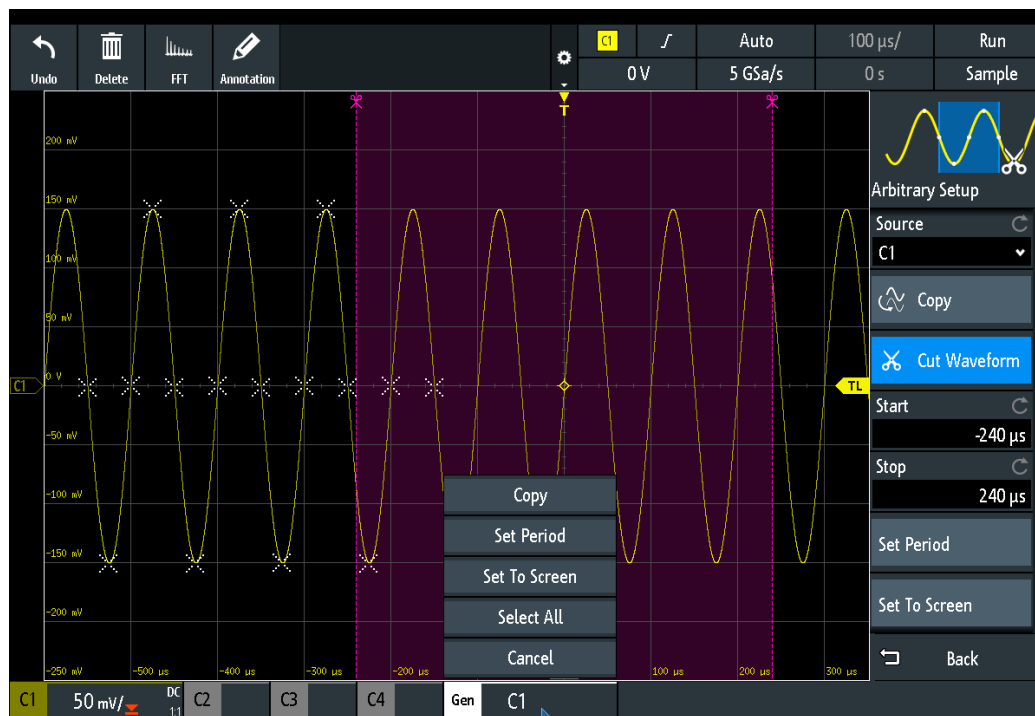 Undo
Delete
FFT
Annotation
C1
Auto
100 µs/
Run
0 V
5 GSa/s
0 s
Sample
T
200 mV
150 mV
100 mV
50 mV
0 V
-50 mV
-100 mV
-150 mV
-200 mV
-250 mV
-500 µs
-400 µs
-300 µs
-200 µs
100 µs
200 µs
300 µs
C1
TL
Copy
Set Period
Set To Screen
Select All
Cancel
Arbitrary Setup
Source
C1
Copy
Cut Waveform
Start
-240 µs
Stop
240 µs
Set Period
Set To Screen
Back
C1
50 mV/
DC
1:1
C2
C3
C4
Gen
C1